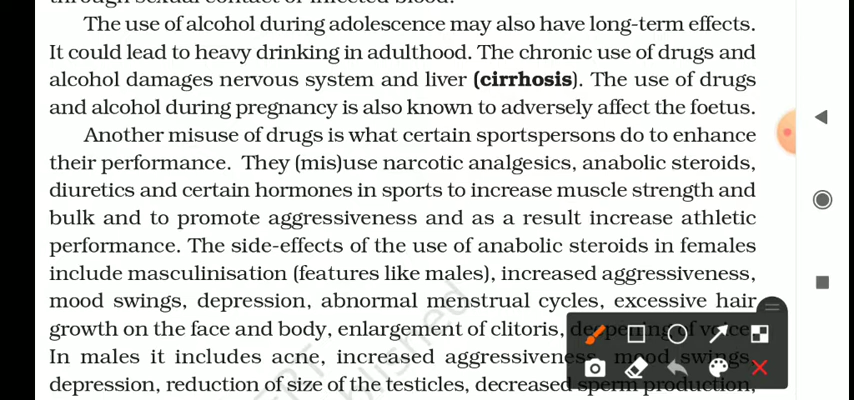 The use of alcohol during adolescence may also have long-term effects.
It could lead to heavy drinking in adulthood. The chronic use of drugs and
alcohol damages nervous system and liver (cirrhosis). The use of drugs
and alcohol during pregnancy is also known to adversely affect the foetus.
Another misuse of drugs is what certain sportspersons do to enhance
their performance. They (mis)use narcotic analgesics, anabolic steroids,
diuretics and certain hormones in sports to increase muscle strength and
bulk and to promote aggressiveness and as a result increase athletic
performance. The side-effects of the use of anabolic steroids in females
include masculinisation (features like males), increased aggressiveness,
mood swings, depression, abnormal menstrual cycles, excessive hair
growth on the face and body, enlargement of clitoris, deepening of voice.
In males it includes acne, increased aggressiveness, mood swings,
depression, reduction of size of the testicles, decreased sperm production,